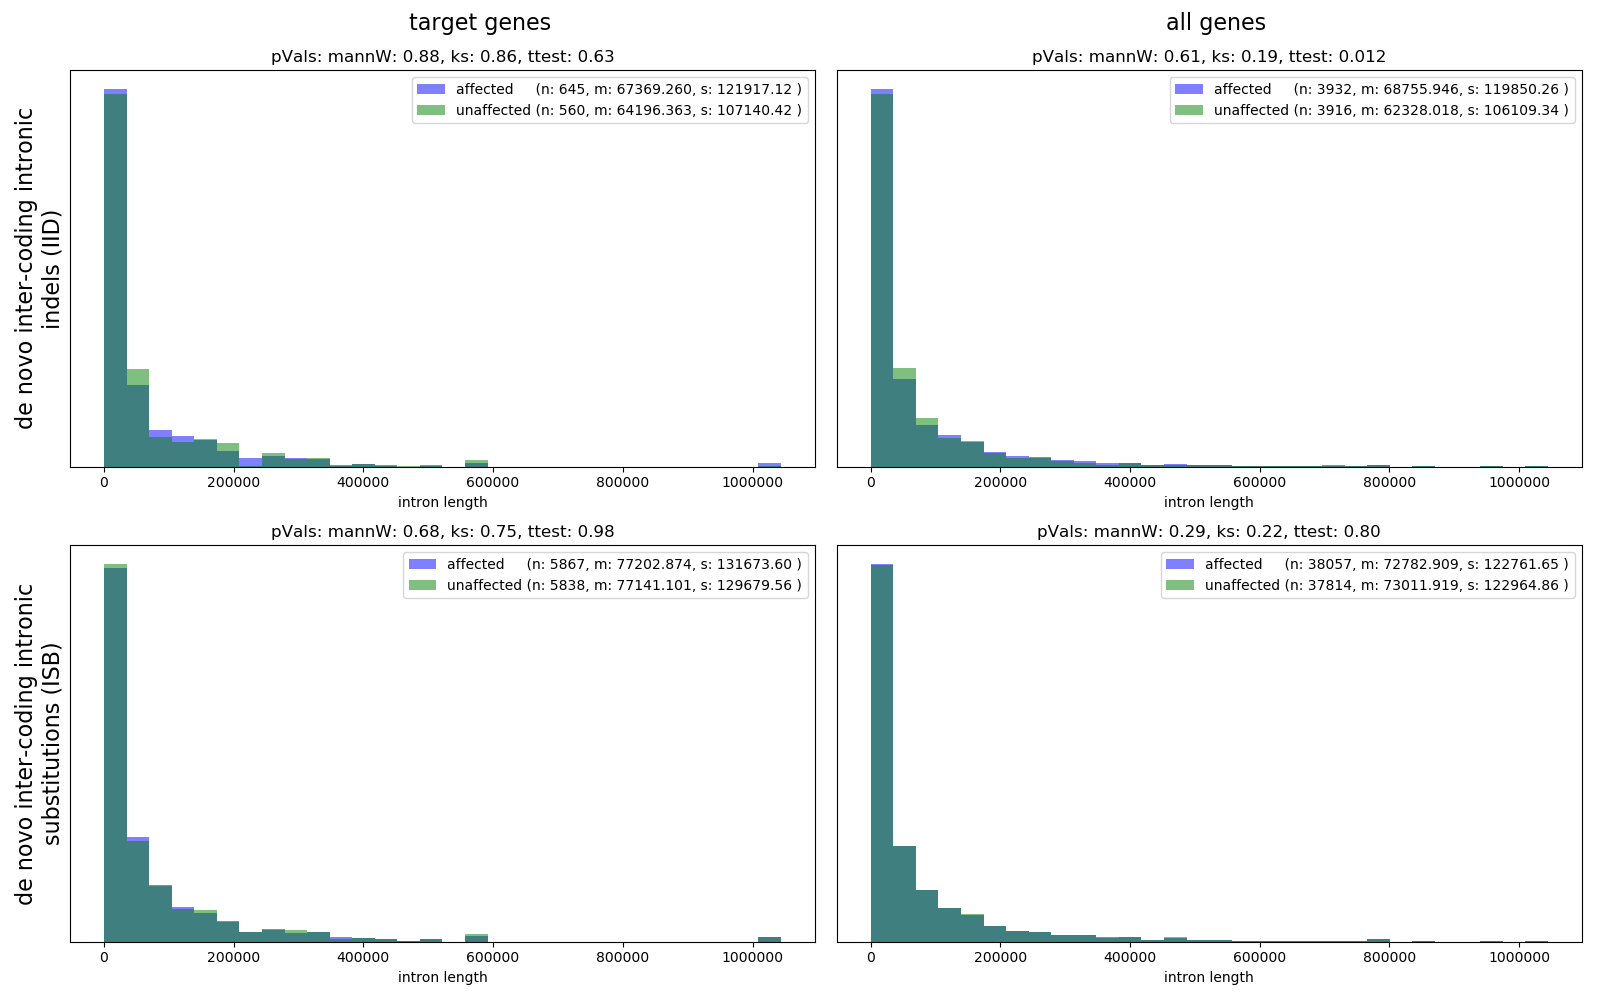 target genes
all genes
de novo inter-coding intronic
indels (IID)
pVals: mannW: 0.88, ks: 0.86, ttest: 0.63
affected (n: 645, m: 67369.260, s: 121917.12 )
unaffected (n: 560, m: 64196.363, s: 107140.42 )
0 200000 400000 600000 800000 1000000
intron length
pVals: mannW: 0.61, ks: 0.19, ttest: 0.012
affected (n: 3932, m: 68755.946, s: 119850.26 )
unaffected (n: 3916, m: 62328.018, s: 106109.34 )
0 200000 400000 600000 800000 1000000
intron length
de novo inter-coding intronic
substitutions (ISB)
pVals: mannW: 0.68, ks: 0.75, ttest: 0.98
affected (n: 5867, m: 77202.874, s: 131673.60 )
unaffected (n: 5838, m: 77141.101, s: 129679.56 )
0 200000 400000 600000 800000 1000000
intron length
pVals: mannW: 0.29, ks: 0.22, ttest: 0.80
affected (n: 38057, m: 72782.909, s: 122761.65 )
unaffected (n: 37814, m: 73011.919, s: 122964.86 )
0 200000 400000 600000 800000 1000000
intron length